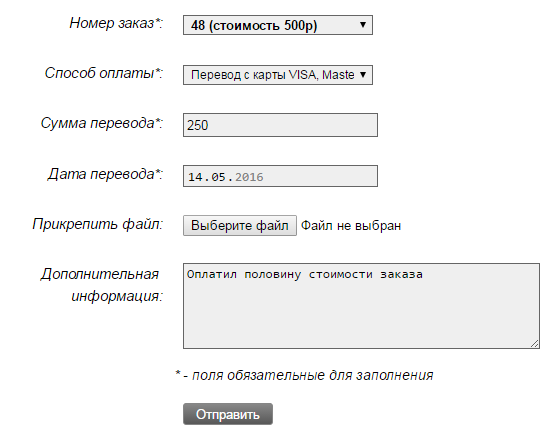 Номер заказ*: 48 (стоимость 500р)
Способ оплаты*: Перевод с карты VISA, Maste
Сумма перевода*: 250
Дата перевода*: 14.05.2016
Прикрепить файл: Выберите файл Файл не выбран
Дополнительная Оплатил половину стоимости заказа
информация:
* - поля обязательные для заполнения
Отправить